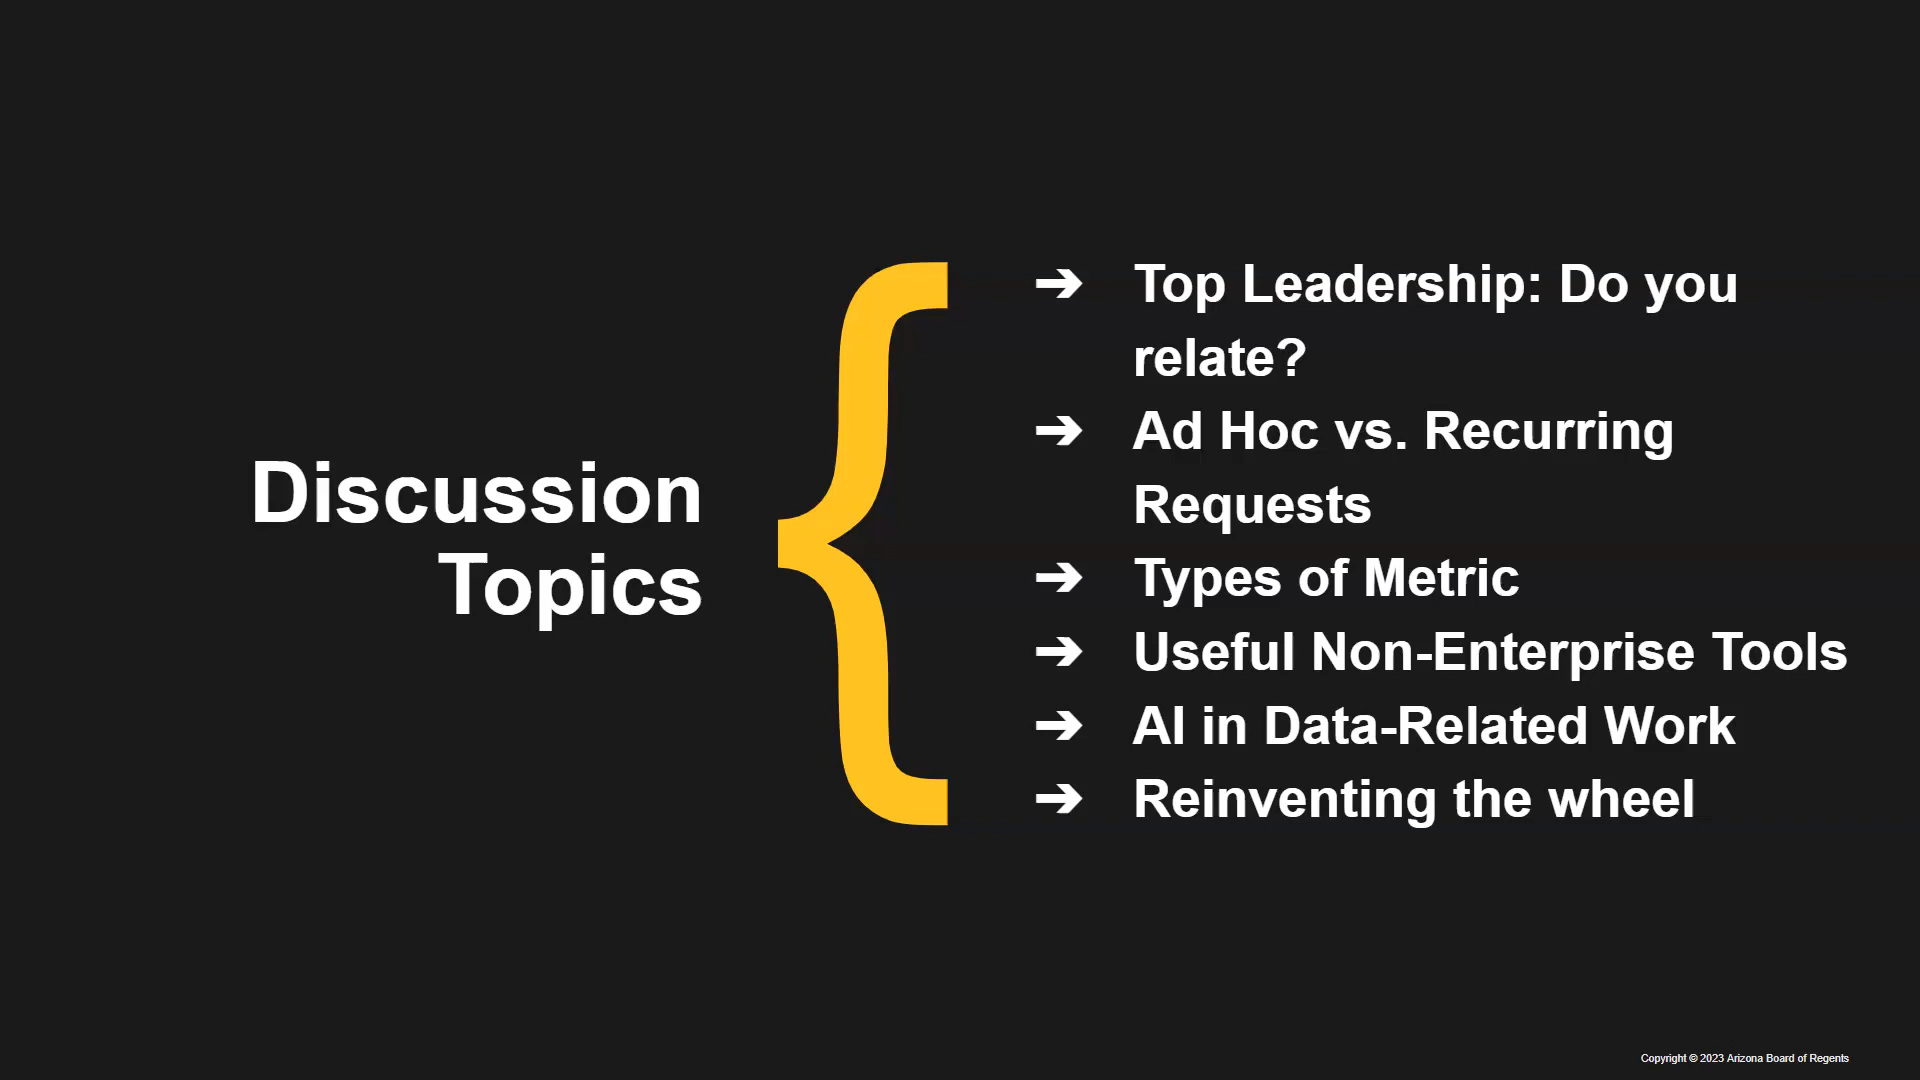 Discussion
Topics
➔ Top Leadership: Do you
relate?
➔ Ad Hoc vs. Recurring
Requests
➔ Types of Metric
➔ Useful Non-Enterprise Tools
➔ AI in Data-Related Work
➔ Reinventing the wheel
Copyright © 2023 Arizona Board of Regents